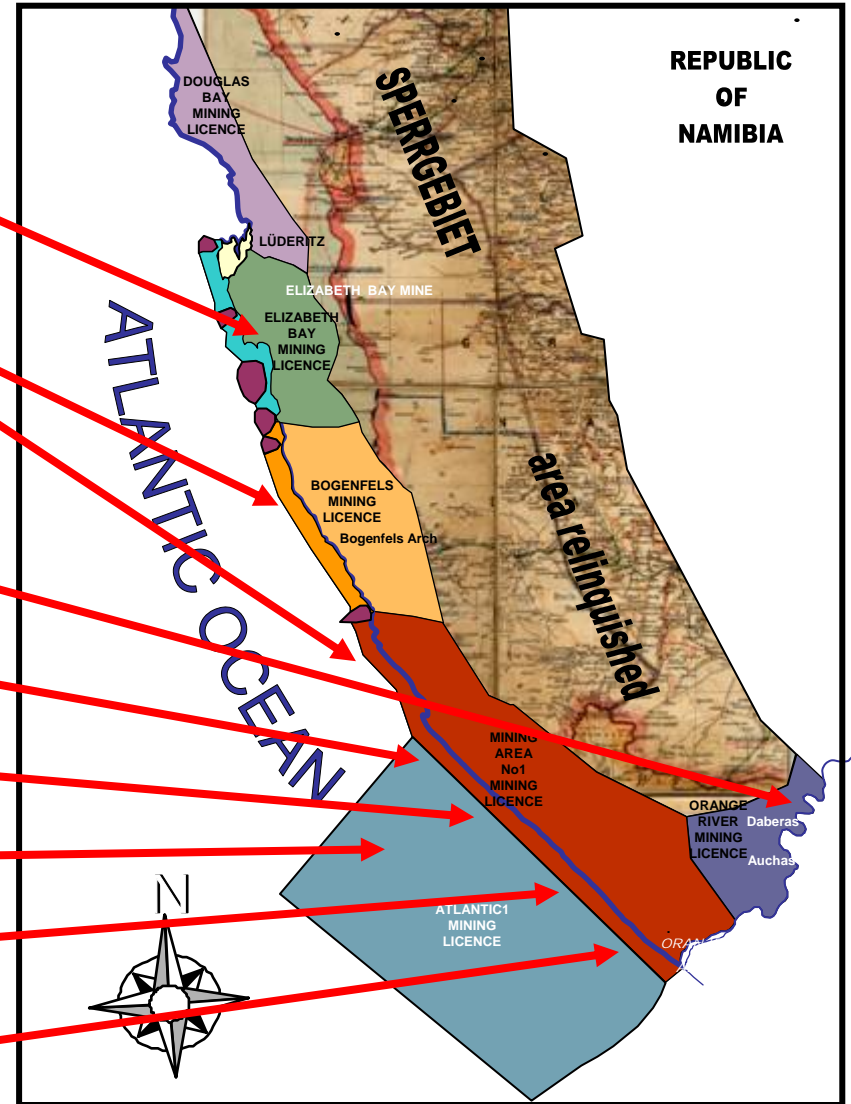 REPUBLIC
OF
NAMIBIA
DOUGLAS
BAY
MINING
LICENCE
SPERRGEBIET
LÜDERITZ
ELIZABETH BAY MINE
ELIZABETH
BAY
MINING
LICENCE
ATLANTIC OCEAN
BOGENFELS
MINING
LICENCE
Bogenfels Arch
area relinquished
MINING
AREA
No1
MINING
LICENCE
ORANGE
RIVER
MINING
LICENCE
Daberas
Auchas
N
ATLANTIC1
MINING
LICENCE